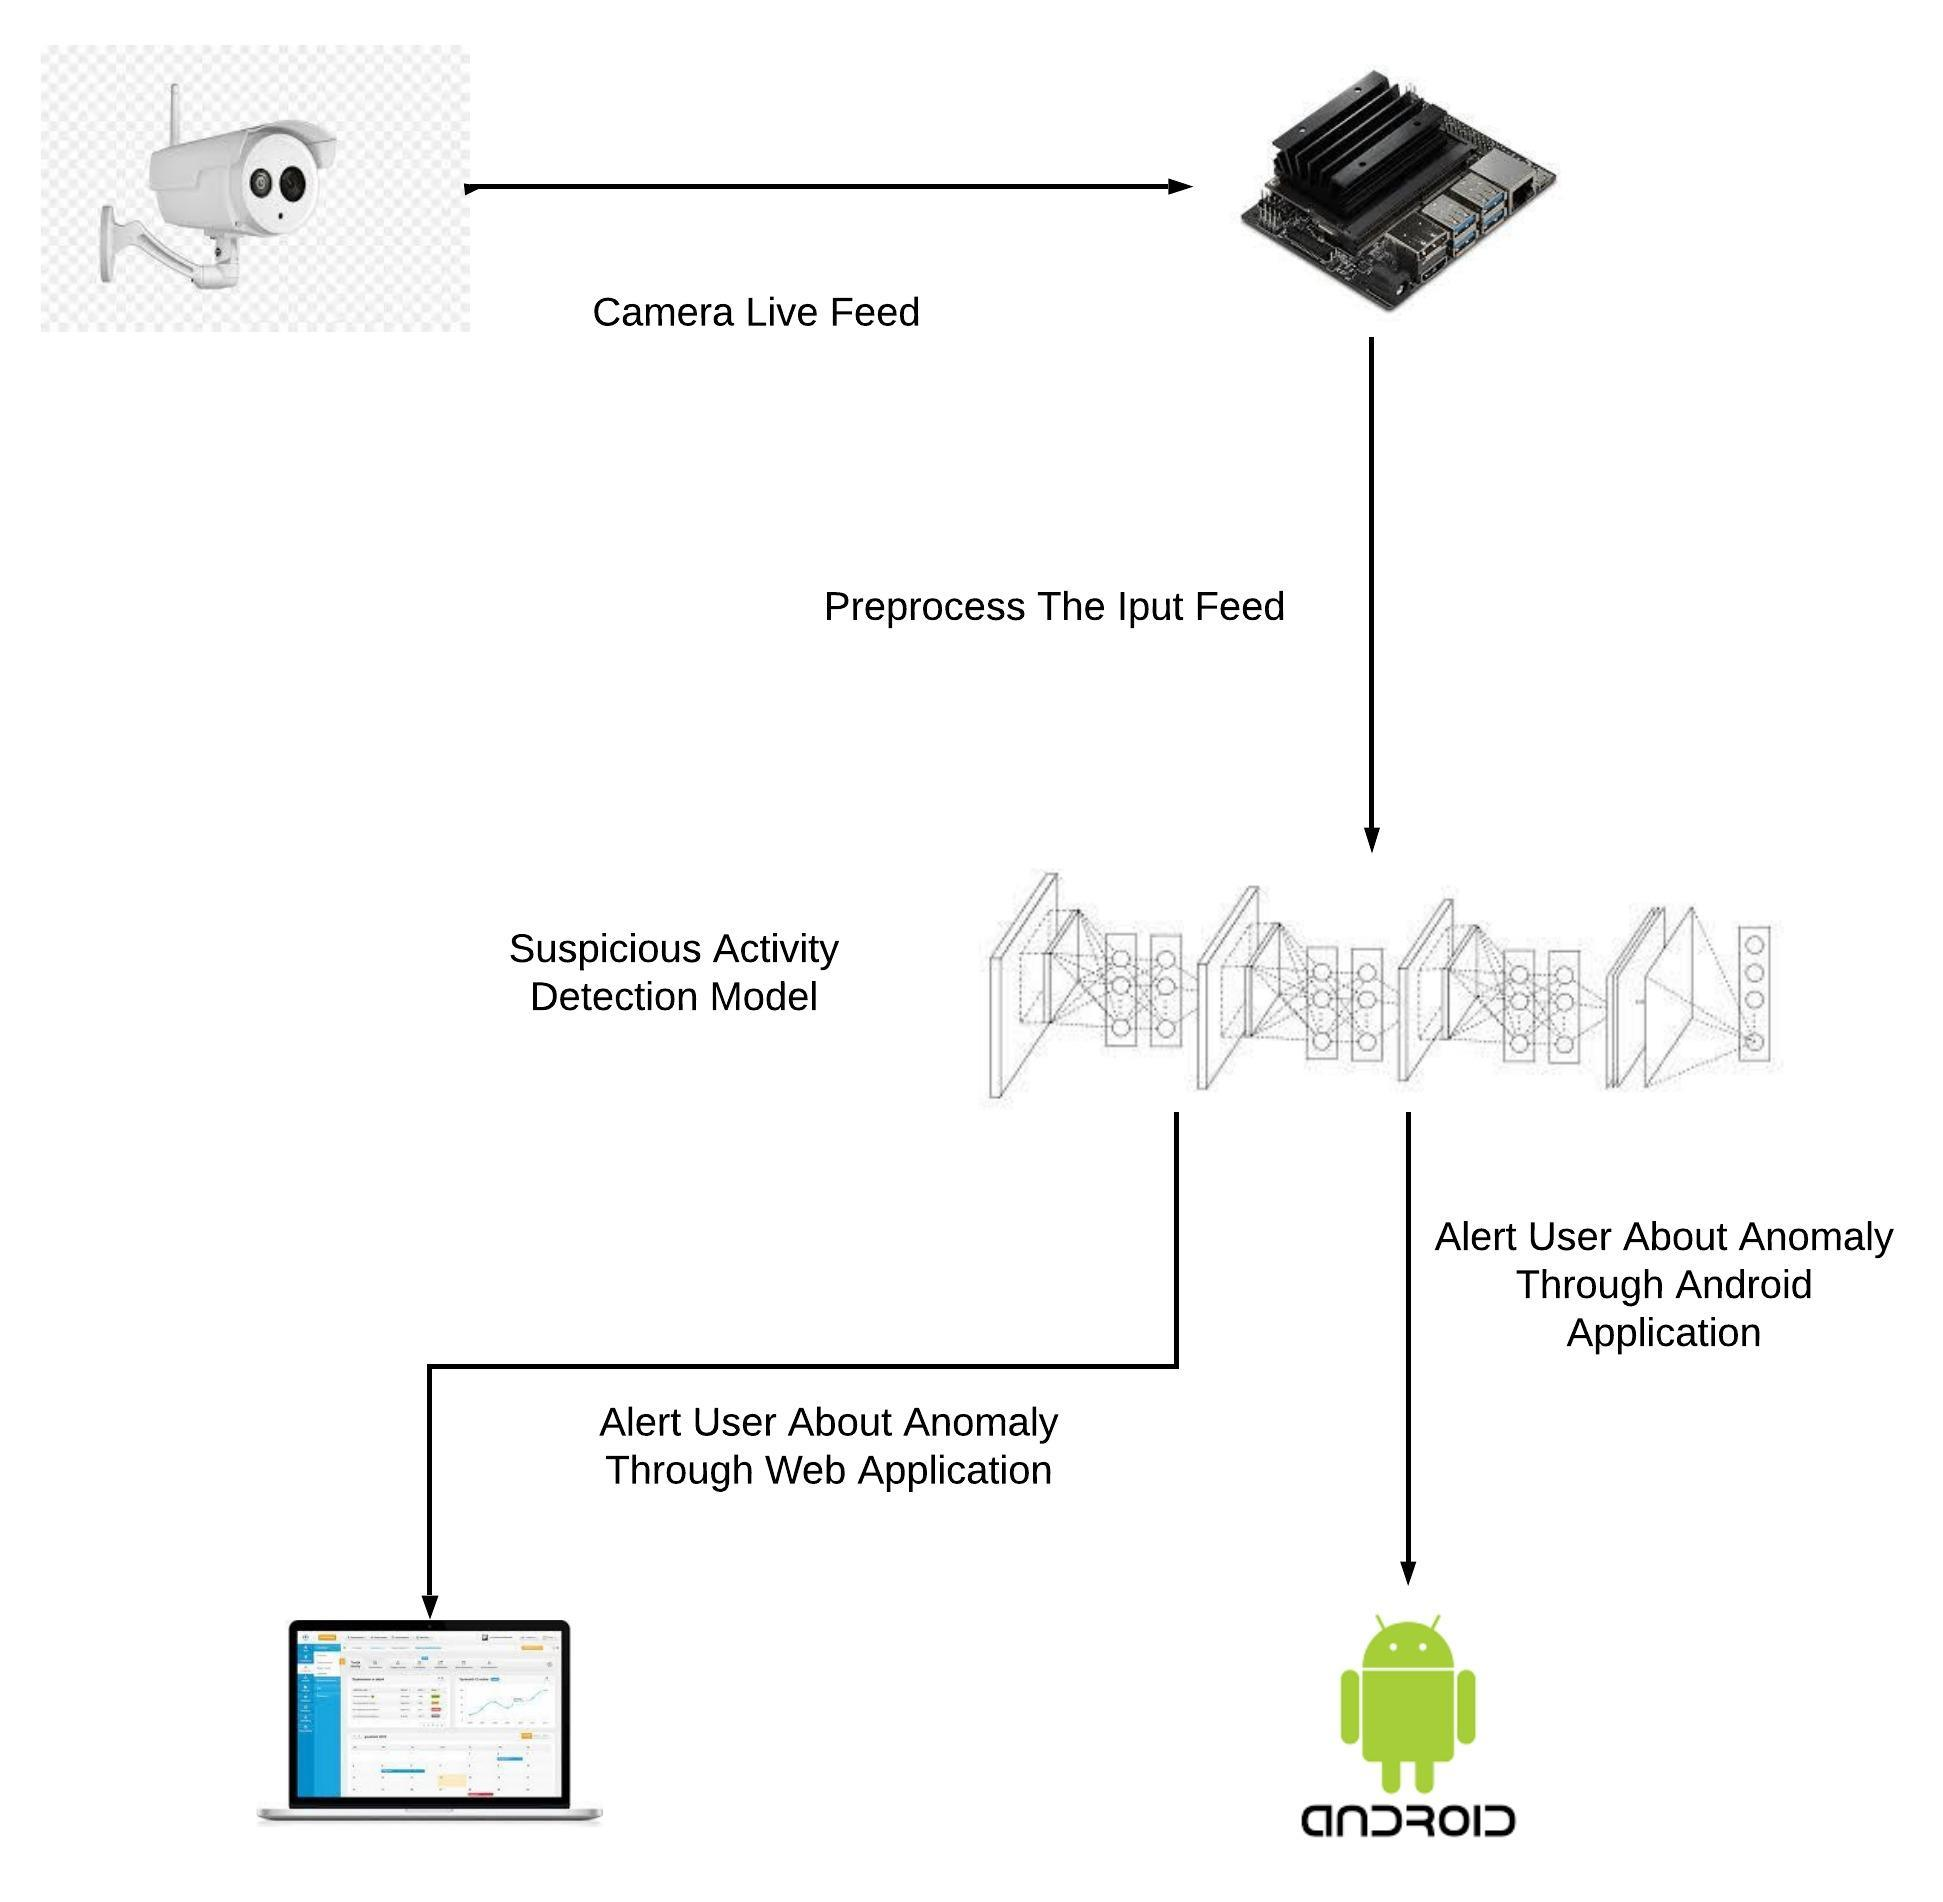 Camera Live Feed
Preprocess The Iput Feed
Suspicious Activity
Detection Model
Alert User About Anomaly
Through Android
Application
Alert User About Anomaly
Through Web Application
ANDROID